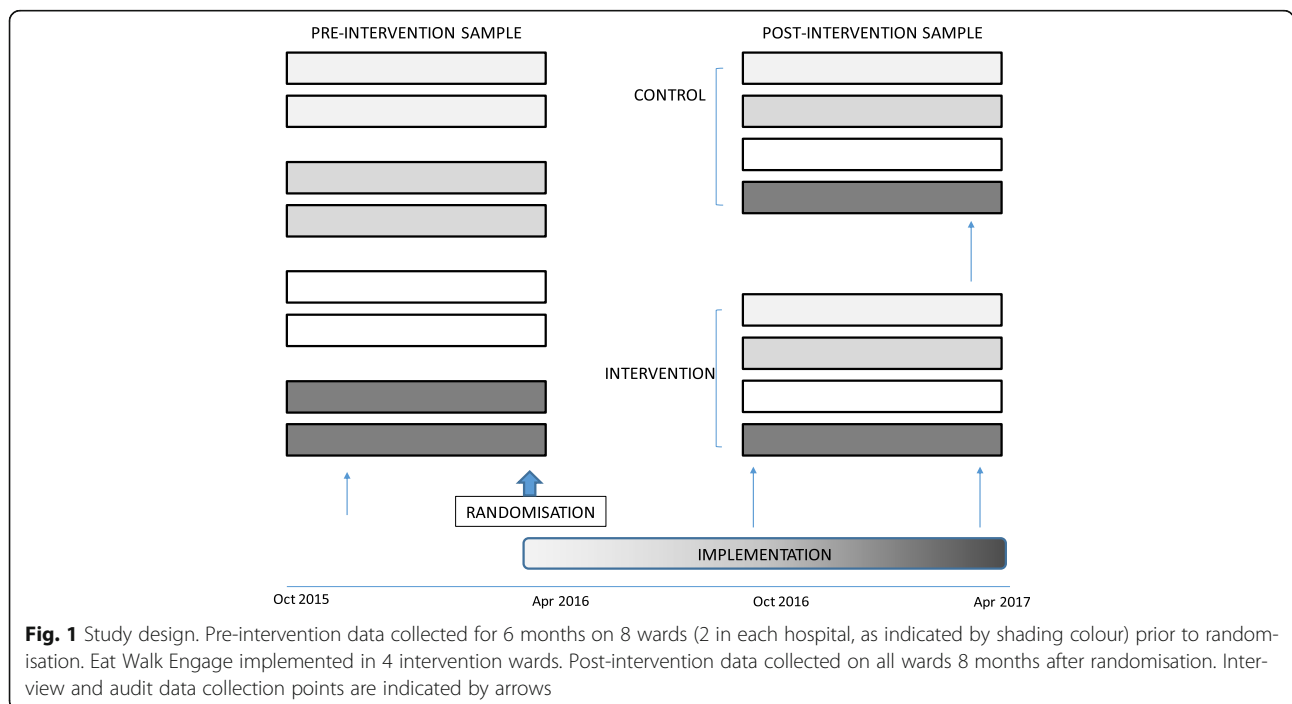 PRE-INTERVENTION SAMPLE
POST-INTERVENTION SAMPLE
CONTROL
INTERVENTION
RANDOMISATION
IMPLEMENTATION
Oct 2015
Apr 2016
Oct 2016
Apr 2017
Fig. 1 Study design. Pre-intervention data collected for 6 months on 8 wards (2 in each hospital, as indicated by shading colour) prior to random-
isation. Eat Walk Engage implemented in 4 intervention wards. Post-intervention data collected on all wards 8 months after randomisation. Inter-
view and audit data collection points are indicated by arrows